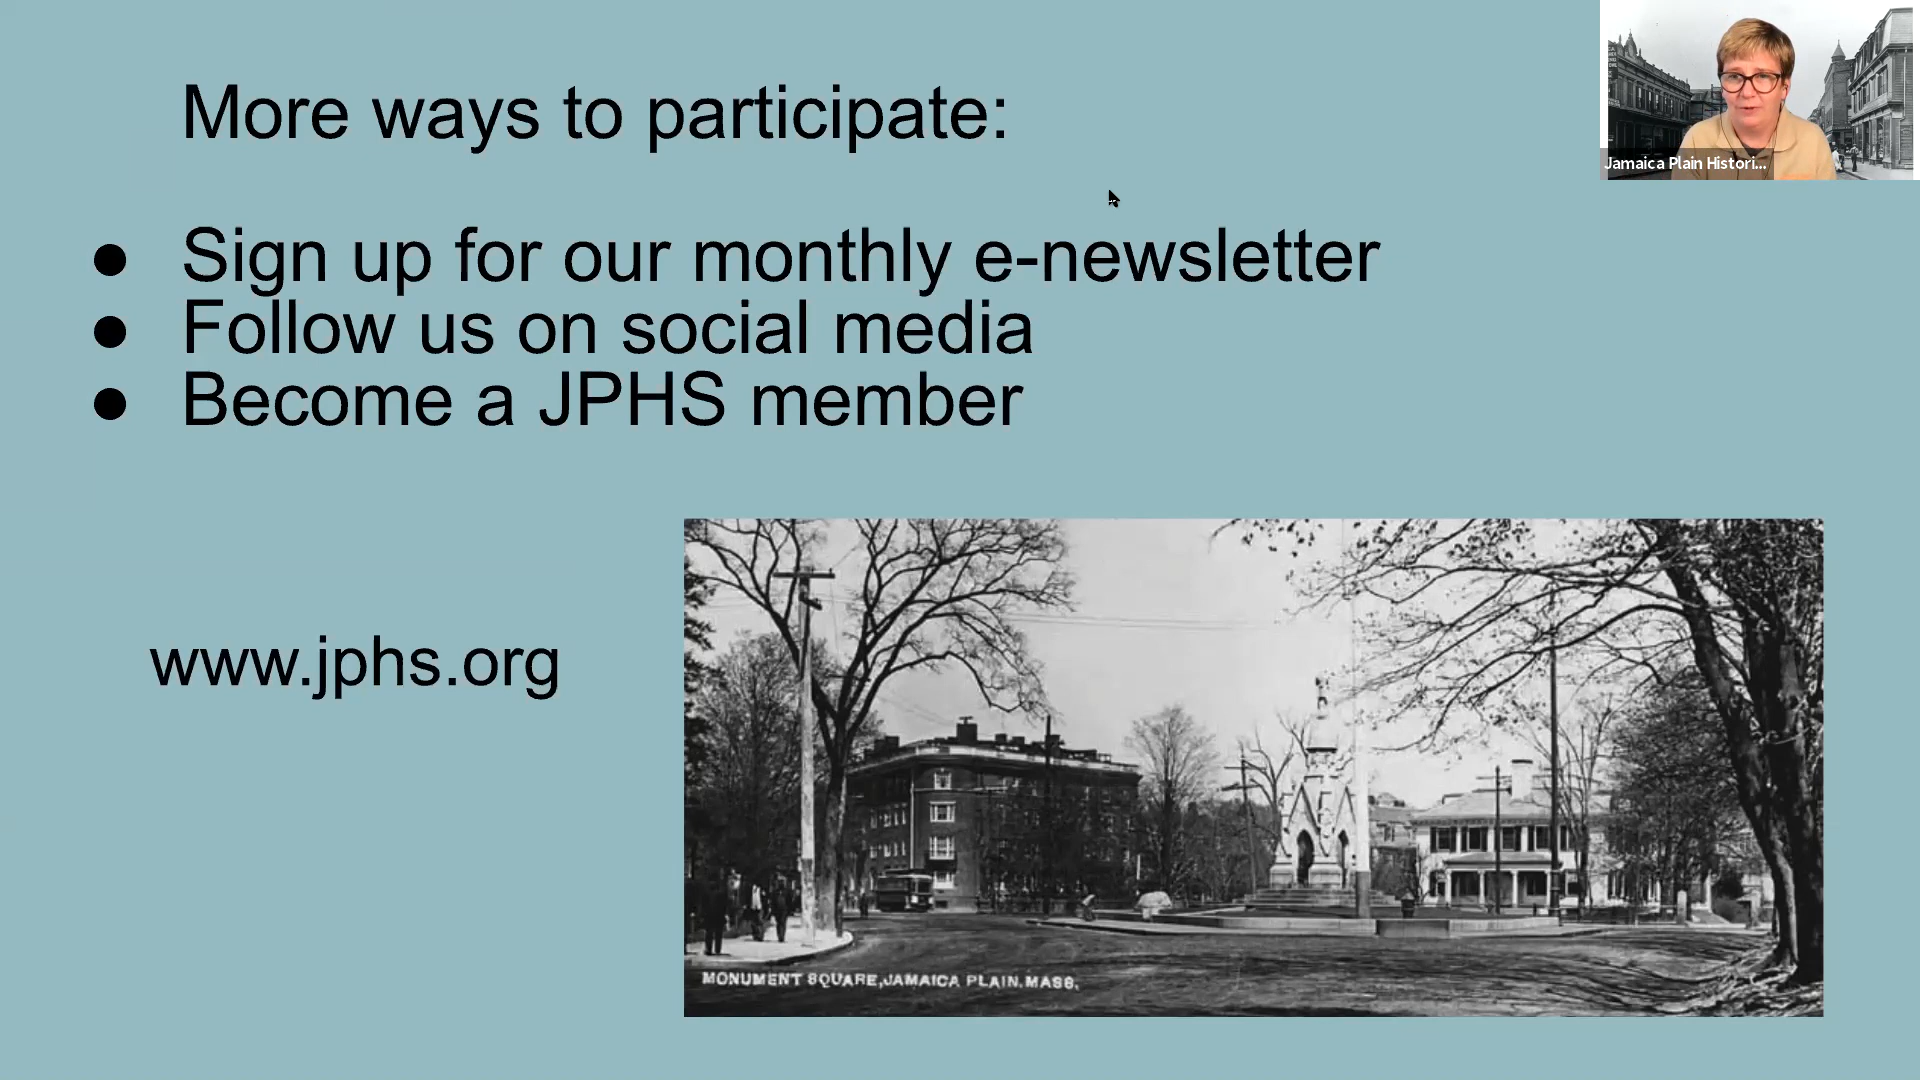 More ways to participate:
Jamaica Plain Histori...
● Sign up for our monthly e-newsletter
● Follow us on social media
● Become a JPHS member
www.jphs.org
MONUMENT SQUARE, JAMAICA PLAIN. MASS.